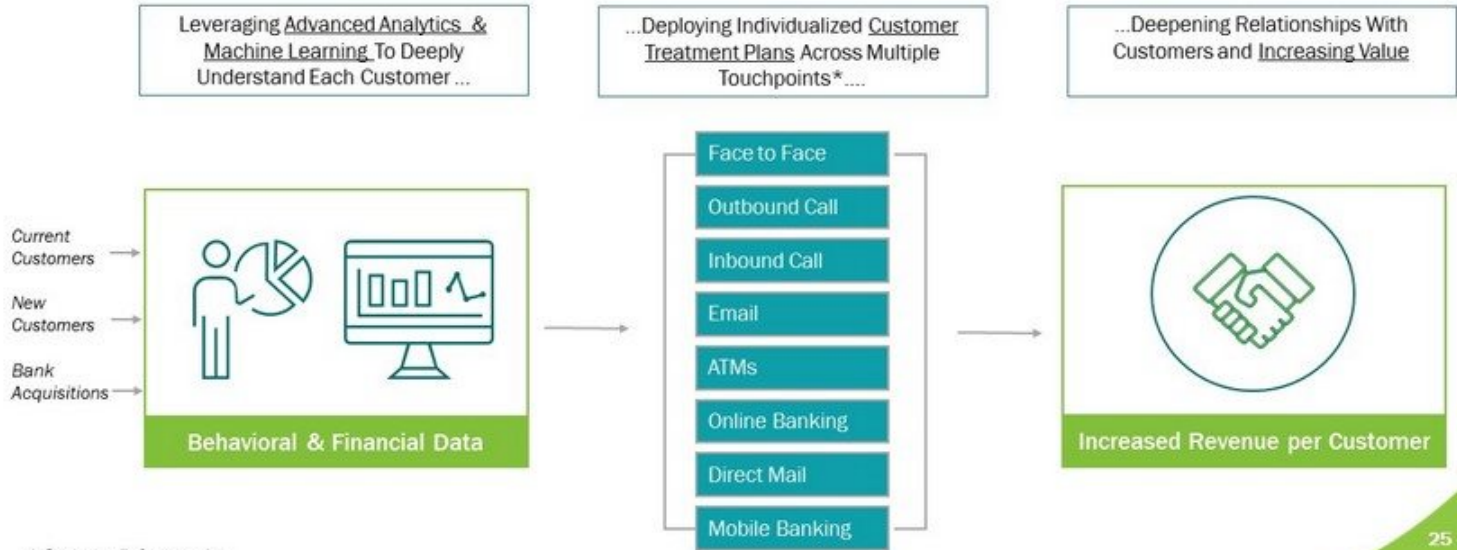 Leveraging Advanced Analytics &
Machine Learning To Deeply
Understand Each Customer ...
...Deploying Individualized Customer
Treatment Plans Across Multiple
Touchpoints*....
...Deepening Relationships With
Customers and Increasing Value
Current
Customers
New
Customers
Bank
Acquisitions
Behavioral & Financial Data
Face to Face
Outbound Call
Inbound Call
Email
ATMs
Online Banking
Direct Mail
Mobile Banking
Increased Revenue per Customer
25